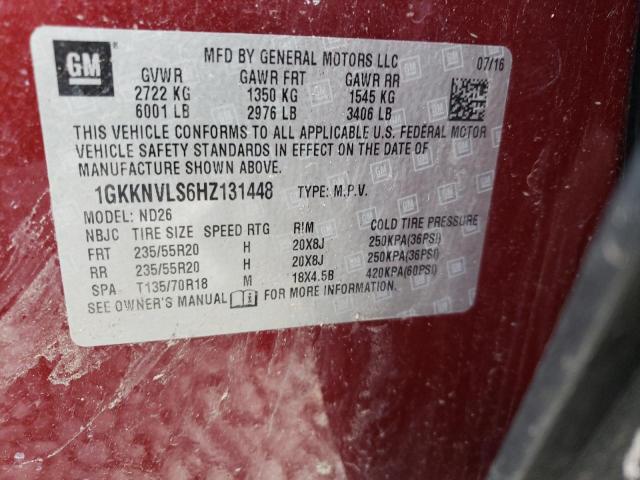 GM
MFD BY GENERAL MOTORS LLC 07/16
GVWR GAWR FRT GAWR RR
2722 KG 1350 KG 1545 KG
6001 LB 2976 LB 3406 LB
THIS VEHICLE CONFORMS TO ALL APPLICABLE U.S. FEDERAL MOTOR
VEHICLE SAFETY STANDARDS IN EFFECT ON THE DATE OF
MANUFACTURE SHOWN ABOVE.
1GKKNVLS6HZ131448 TYPE: M.P.V.
MODEL: ND26
NBJC TIRE SIZE SPEED RTG RIM COLD TIRE PRESSURE
FRT 235/55R20 H 20X8J 250KPA(36PSI)
RR 235/55R20 H 20X8J 250KPA(36PSI)
SPA T135/70R18 M 18X4.5B 420KPA(60PSI)
SEE OWNER'S MANUAL FOR MORE INFORMATION